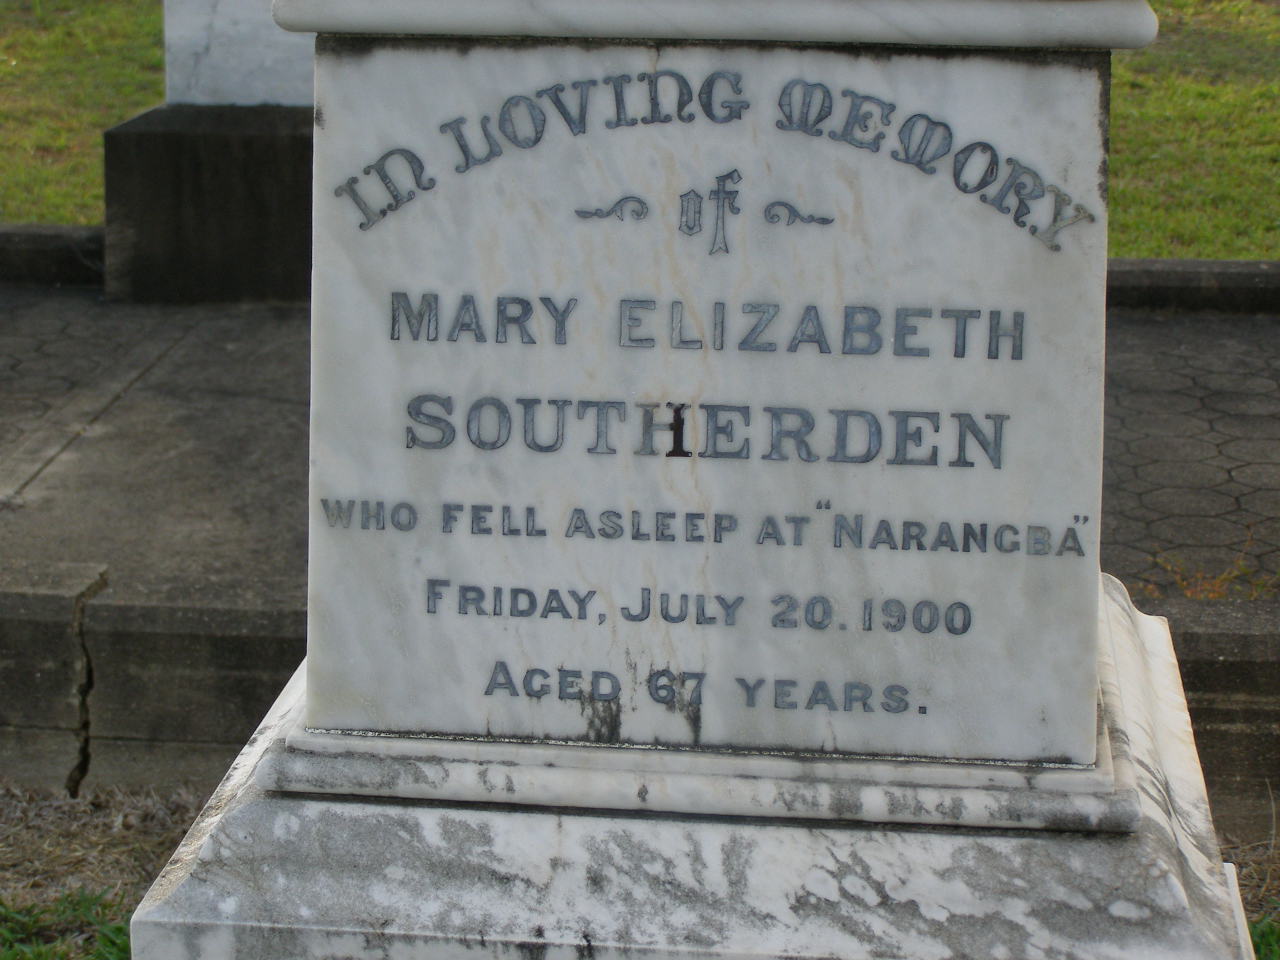 IN LOVING MEMORY
of
MARY ELIZABETH
SOUTHERDEN
WHO FELL ASLEEP AT "NARANGBA"
FRIDAY, JULY 20. 1900
AGED 67 YEARS.